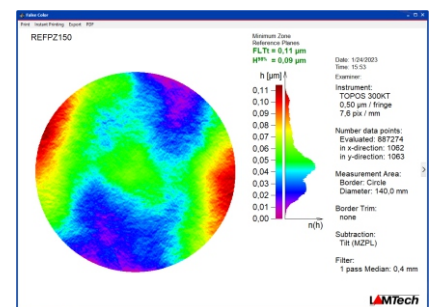 False Color
Print Instant Printing Export PDF
REFPZ150
Minimum Zone
Reference Planes
FLTt = 0,11 µm
H⁹⁸% = 0,09 µm
Date: 1/24/2023
Time: 15:53
Examiner:
Instrument:
TOPOS 300KT
0,50 µm / fringe
7,6 pix / mm
Number data points:
Evaluated: 887274
in x-direction: 1062
in y-direction: 1063
Measurement Area:
Border: Circle
Diameter: 140,0 mm
Border Trim:
none
Subtraction:
Tilt (MZPL)
Filter:
1 pass Median: 0,4 mm
h [µm]
0,11
0,10
0,09
0,08
0,07
0,06
0,05
0,04
0,03
0,02
0,01
0,00
n(h)
LAMTech